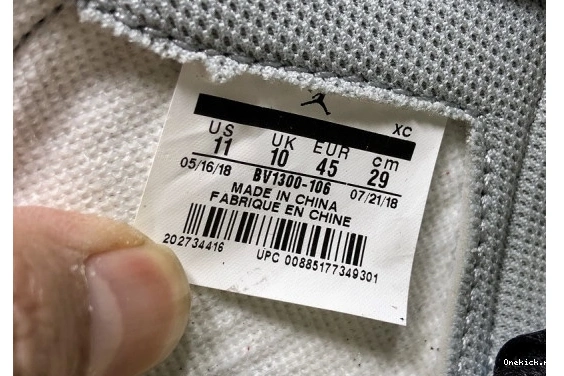 XC
US UK EUR cm
11 10 45 29
05/16/18 BV1300-106 07/21/18
MADE IN CHINA
FABRIQUE EN CHINE
202734416 UPC 00885177349301